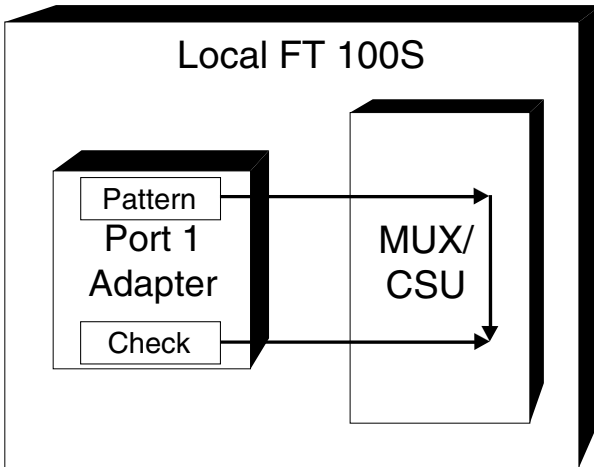 Local FT 100S
Pattern
Port 1
Adapter
Check
MUX/
CSU